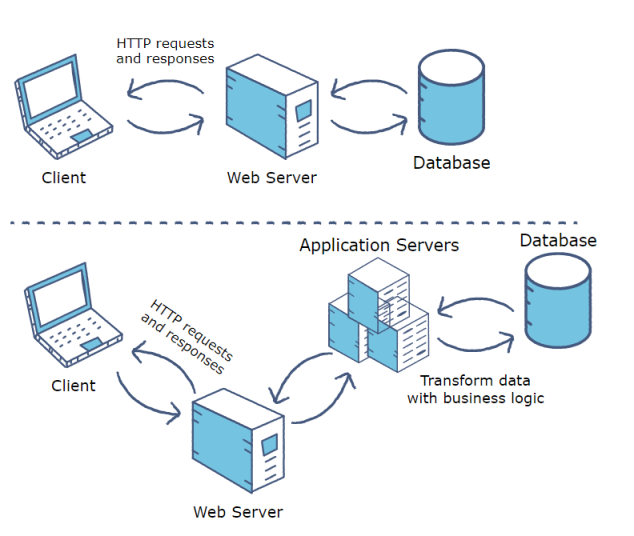 HTTP requests
and responses
Client
Web Server
Database
Application Servers
Database
HTTP requests
and responses
Client
Transform data
with business logic
Web Server